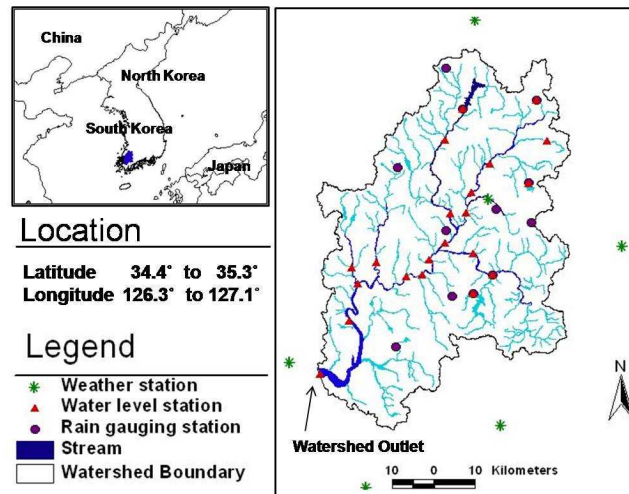 China
North Korea
South Korea
Japan
Location
Latitude 34.4° to 35.3°
Longitude 126.3° to 127.1°
Legend
Weather station
Water level station
Rain gauging station
Stream
Watershed Boundary
Watershed Outlet
N
10 0 10 Kilometers